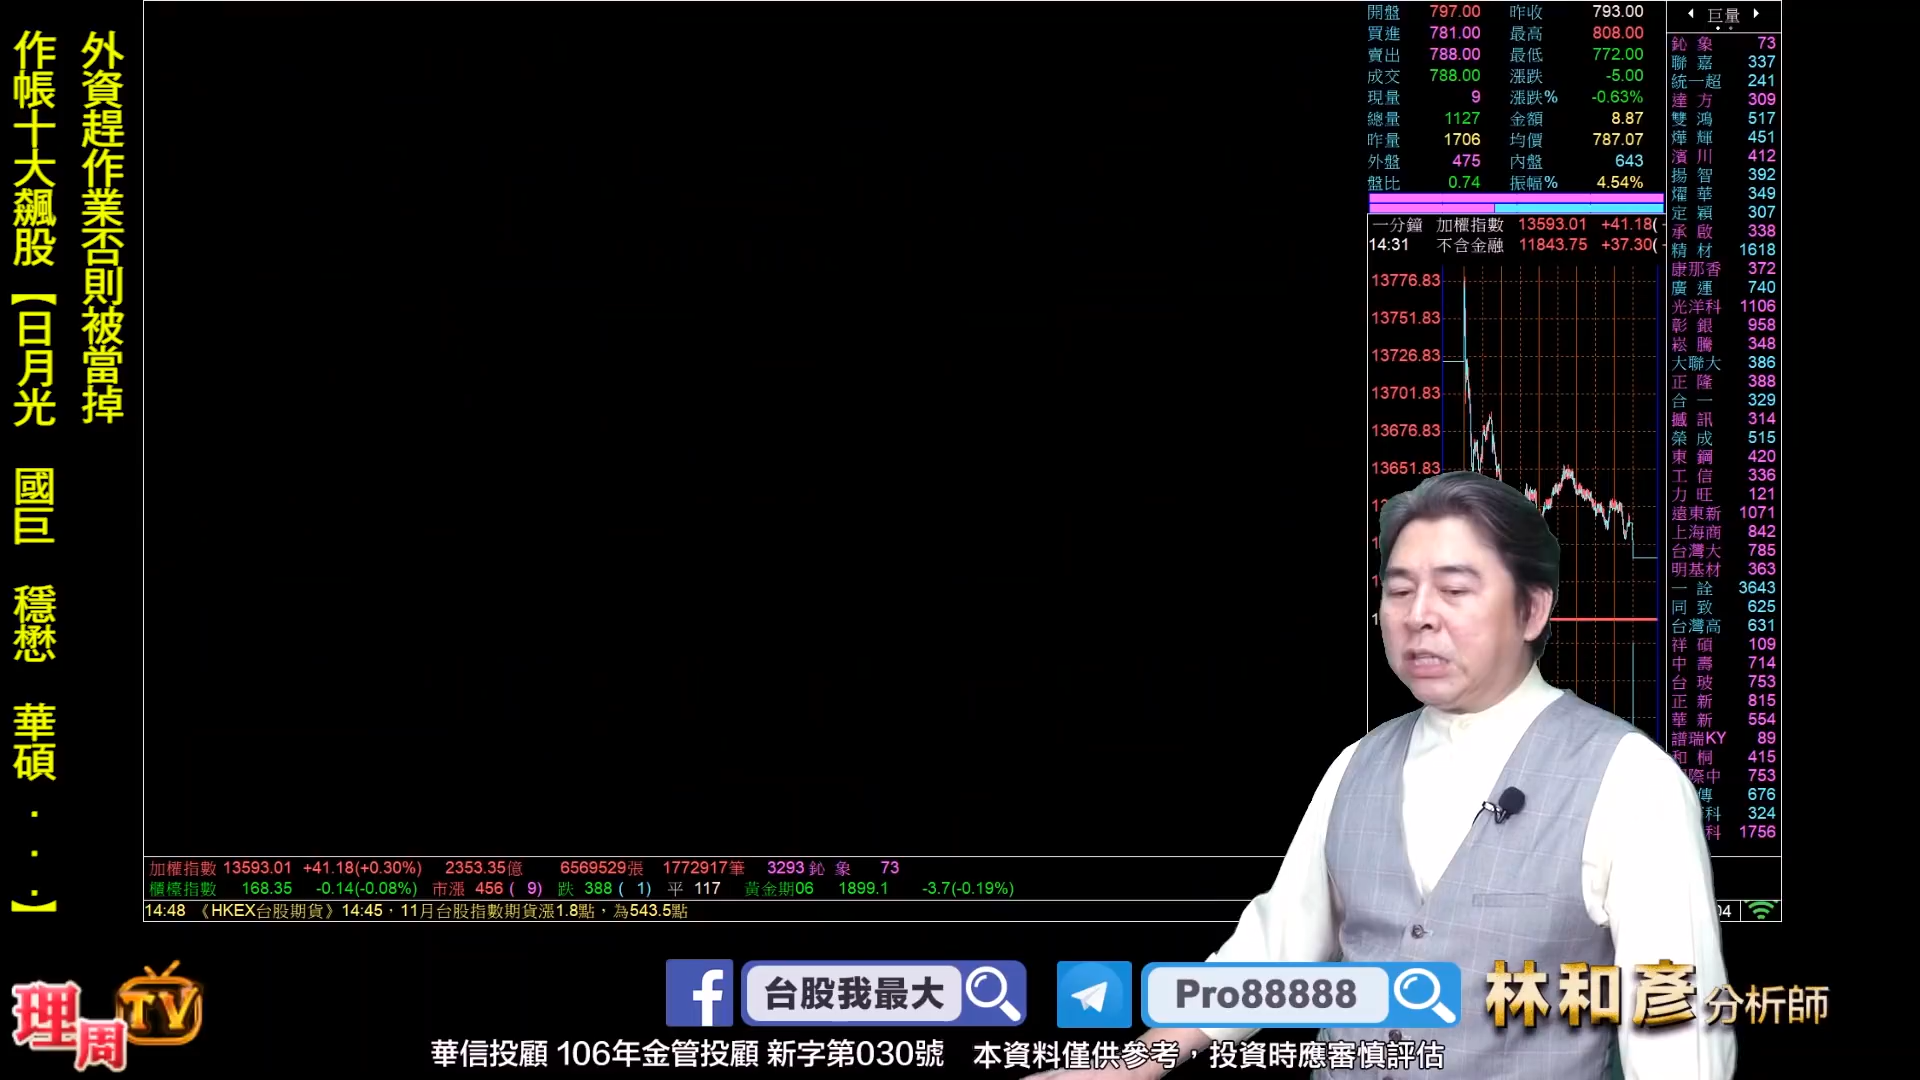 外資趕作業否則被當掉
作帳十大飆股【日月光 國巨 穩懋 華碩...】
開盤 797.00 昨收 793.00
買進 781.00 最高 808.00
賣出 788.00 最低 772.00
成交 788.00 漲跌 -5.00
現量 9 漲跌% -0.63%
總量 1127 金額 8.87
昨量 1706 均價 787.07
外盤 475 內盤 643
盤比 0.74 振幅% 4.54%
一分鐘 加權指數 13593.01 +41.18(
14:31 不含金融 11843.75 +37.30(
13776.83
13751.83
13726.83
13701.83
13676.83
13651.83
巨量
鈊象 73
聯嘉 337
統一超 241
達方 309
雙鴻 517
燁輝 451
濱川 412
揚智 392
燿華 349
定穎 307
承啟 338
精材 1618
康那香 372
廣運 740
光洋科 1106
彰銀 958
崧騰 348
大聯大 386
正隆 388
合一 329
撼訊 314
榮成 515
東鋼 420
工信 336
力旺 121
遠東新 1071
上海商 842
台灣大 785
明基材 363
一詮 3643
同致 625
台灣高 631
祥碩 109
中壽 714
台玻 753
正新 815
華新 554
譜瑞KY 89
和桐 415
際中 753
傳 676
科 324
科 1756
加權指數 13593.01 +41.18(+0.30%) 2353.35億 6569529張 1772917筆 3293 鈊象 73
櫃檯指數 168.35 -0.14(-0.08%) 市漲 456 ( 9) 跌 388 ( 1) 平 117 黃金期06 1899.1 -3.7(-0.19%)
14:48 《HKEX台股期貨》14:45，11月台股指數期貨漲1.8點，為543.5點
04
理周TV
台股我最大
Pro88888
林和彥分析師
華信投顧 106年金管投顧 新字第030號 本資料僅供參考，投資時應審慎評估